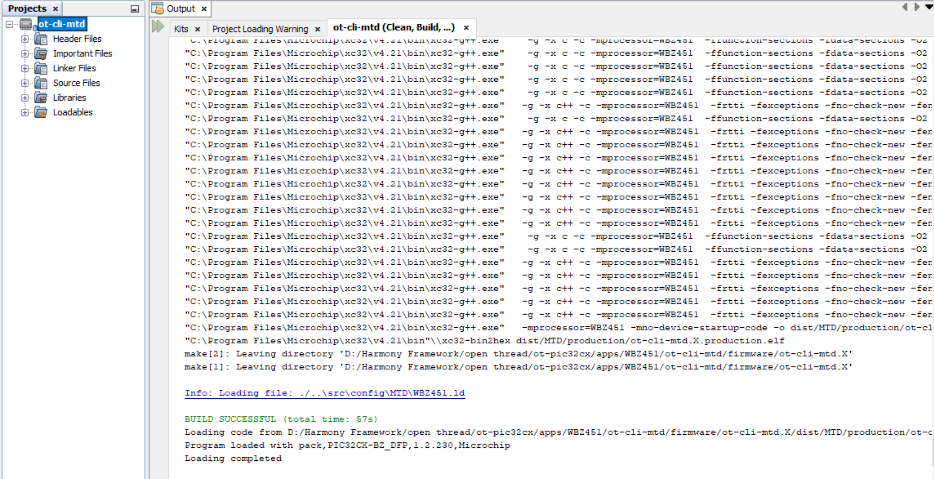 Projects ×
ot-cli-mtd
Header Files
Important Files
Linker Files
Source Files
Libraries
Loadables
Output ×
Kits × Project Loading Warning × ot-cli-mtd (Clean, Build, ...) ×
"C:\Program Files\Microchip\xc32\v4.21\bin\xc32-g++.exe" -g -x c -c -mprocessor=WBZ451 -ffunction-sections -fdata-sections -O2
"C:\Program Files\Microchip\xc32\v4.21\bin\xc32-g++.exe" -g -x c -c -mprocessor=WBZ451 -ffunction-sections -fdata-sections -O2
"C:\Program Files\Microchip\xc32\v4.21\bin\xc32-g++.exe" -g -x c -c -mprocessor=WBZ451 -ffunction-sections -fdata-sections -O2
"C:\Program Files\Microchip\xc32\v4.21\bin\xc32-g++.exe" -g -x c -c -mprocessor=WBZ451 -ffunction-sections -fdata-sections -O2
"C:\Program Files\Microchip\xc32\v4.21\bin\xc32-g++.exe" -g -x c -c -mprocessor=WBZ451 -ffunction-sections -fdata-sections -O2
"C:\Program Files\Microchip\xc32\v4.21\bin\xc32-g++.exe" -g -x c++ -c -mprocessor=WBZ451 -frtti -fexceptions -fno-check-new -fen
"C:\Program Files\Microchip\xc32\v4.21\bin\xc32-g++.exe" -g -x c -c -mprocessor=WBZ451 -ffunction-sections -fdata-sections -O2
"C:\Program Files\Microchip\xc32\v4.21\bin\xc32-g++.exe" -g -x c++ -c -mprocessor=WBZ451 -frtti -fexceptions -fno-check-new -fen
"C:\Program Files\Microchip\xc32\v4.21\bin\xc32-g++.exe" -g -x c++ -c -mprocessor=WBZ451 -frtti -fexceptions -fno-check-new -fen
"C:\Program Files\Microchip\xc32\v4.21\bin\xc32-g++.exe" -g -x c++ -c -mprocessor=WBZ451 -frtti -fexceptions -fno-check-new -fen
"C:\Program Files\Microchip\xc32\v4.21\bin\xc32-g++.exe" -g -x c++ -c -mprocessor=WBZ451 -frtti -fexceptions -fno-check-new -fen
"C:\Program Files\Microchip\xc32\v4.21\bin\xc32-g++.exe" -g -x c++ -c -mprocessor=WBZ451 -frtti -fexceptions -fno-check-new -fen
"C:\Program Files\Microchip\xc32\v4.21\bin\xc32-g++.exe" -g -x c++ -c -mprocessor=WBZ451 -frtti -fexceptions -fno-check-new -fen
"C:\Program Files\Microchip\xc32\v4.21\bin\xc32-g++.exe" -g -x c++ -c -mprocessor=WBZ451 -frtti -fexceptions -fno-check-new -fen
"C:\Program Files\Microchip\xc32\v4.21\bin\xc32-g++.exe" -g -x c++ -c -mprocessor=WBZ451 -frtti -fexceptions -fno-check-new -fen
"C:\Program Files\Microchip\xc32\v4.21\bin\xc32-g++.exe" -g -x c -c -mprocessor=WBZ451 -ffunction-sections -fdata-sections -O2
"C:\Program Files\Microchip\xc32\v4.21\bin\xc32-g++.exe" -g -x c -c -mprocessor=WBZ451 -ffunction-sections -fdata-sections -O2
"C:\Program Files\Microchip\xc32\v4.21\bin\xc32-g++.exe" -g -x c++ -c -mprocessor=WBZ451 -frtti -fexceptions -fno-check-new -fen
"C:\Program Files\Microchip\xc32\v4.21\bin\xc32-g++.exe" -g -x c++ -c -mprocessor=WBZ451 -frtti -fexceptions -fno-check-new -fen
"C:\Program Files\Microchip\xc32\v4.21\bin\xc32-g++.exe" -g -x c++ -c -mprocessor=WBZ451 -frtti -fexceptions -fno-check-new -fen
"C:\Program Files\Microchip\xc32\v4.21\bin\xc32-g++.exe" -g -x c++ -c -mprocessor=WBZ451 -frtti -fexceptions -fno-check-new -fen
"C:\Program Files\Microchip\xc32\v4.21\bin\xc32-g++.exe" -g -x c++ -c -mprocessor=WBZ451 -frtti -fexceptions -fno-check-new -fen
"C:\Program Files\Microchip\xc32\v4.21\bin\xc32-g++.exe" -mprocessor=WBZ451 -mno-device-startup-code -o dist/MTD/production/ot-cl
"C:\Program Files\Microchip\xc32\v4.21\bin"\\xc32-bin2hex dist/MTD/production/ot-cli-mtd.X.production.elf
make[2]: Leaving directory 'D:/Harmony Framework/open thread/ot-pic32cx/apps/WBZ451/ot-cli-mtd/firmware/ot-cli-mtd.X'
make[1]: Leaving directory 'D:/Harmony Framework/open thread/ot-pic32cx/apps/WBZ451/ot-cli-mtd/firmware/ot-cli-mtd.X'
Info: Loading file: ./..\src\config\MTD\WBZ451.ld
BUILD SUCCESSFUL (total time: 57s)
Loading code from D:/Harmony Framework/open thread/ot-pic32cx/apps/WBZ451/ot-cli-mtd/firmware/ot-cli-mtd.X/dist/MTD/production/ot-c
Program loaded with pack,PIC32CX-BZ_DFP,1.2.230,Microchip
Loading completed